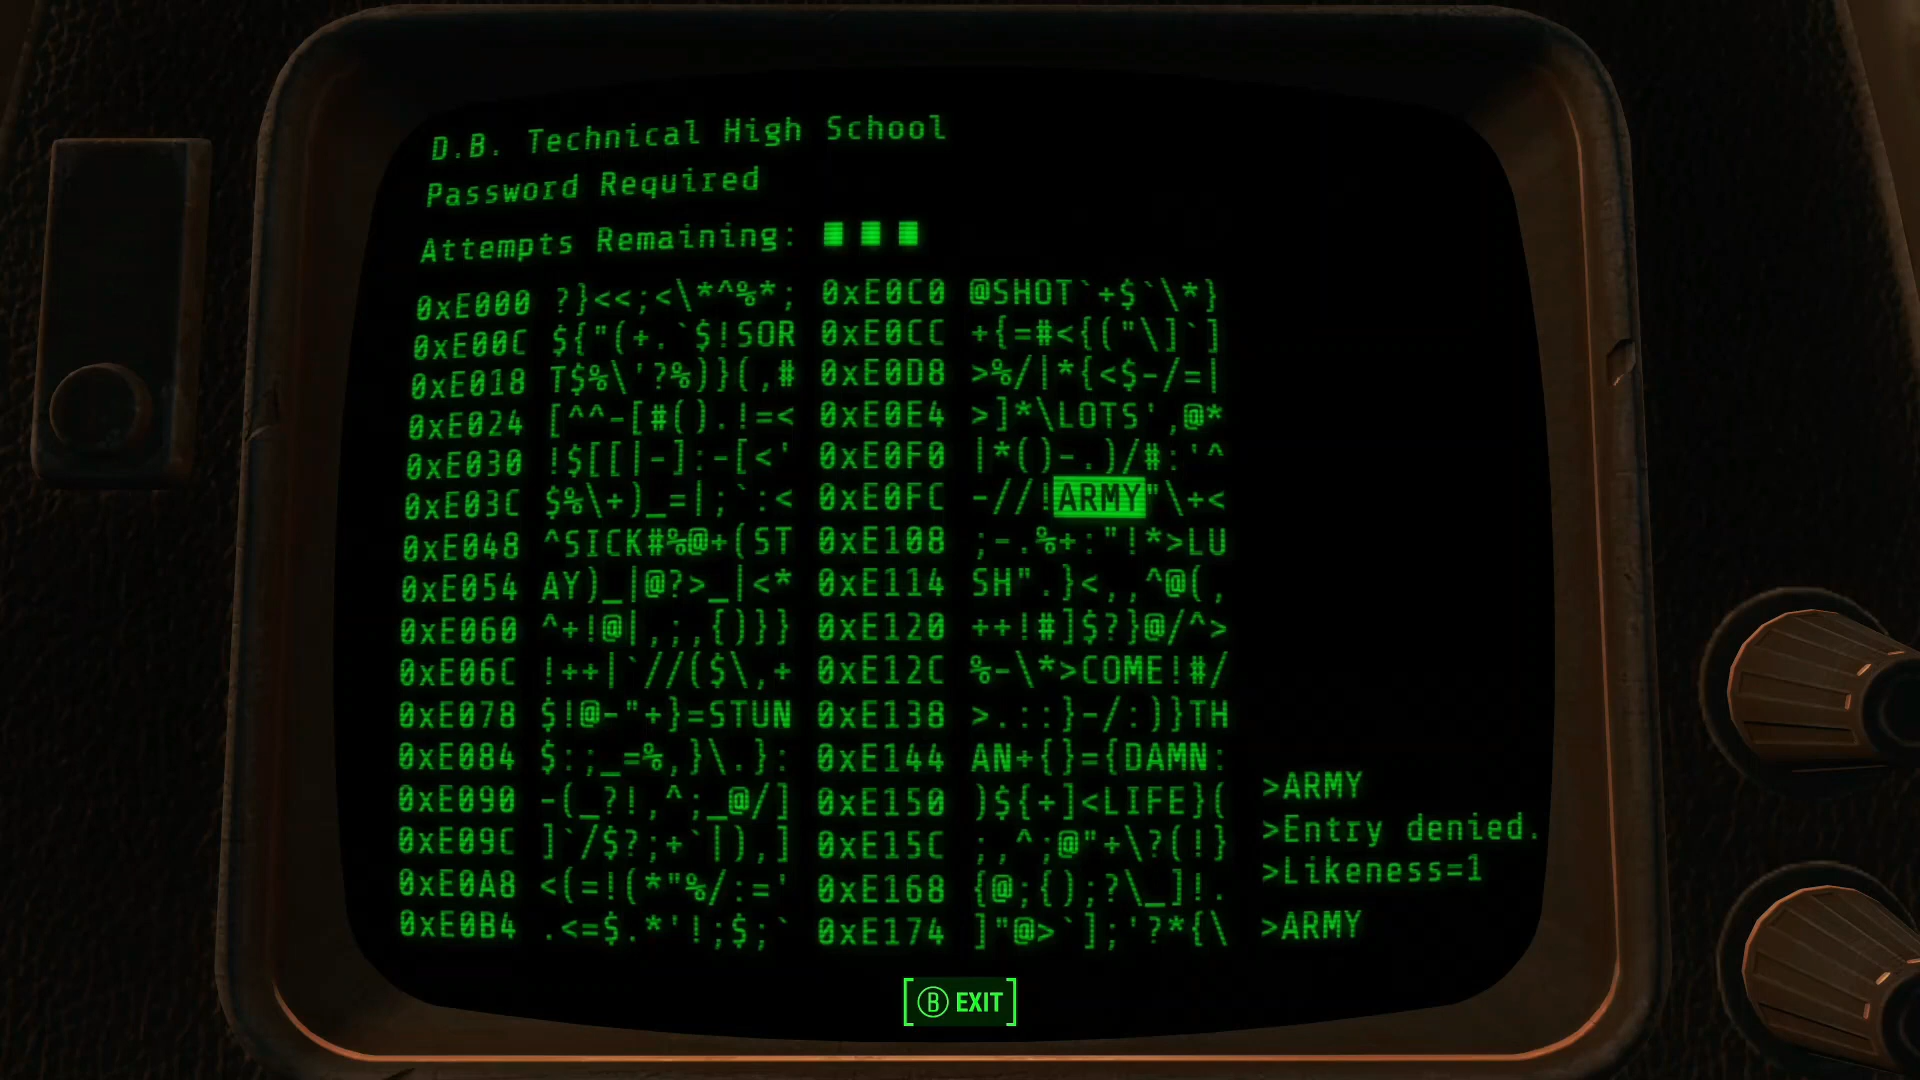 D.B. Technical High School
Password Required
Attempts Remaining:
0xE000 ?}<<;<\*^%*; 0xE0C0 @SHOT`+$`\*}
0xE00C ${"(+.`$!SOR 0xE0CC +{=#<{("\]`]
0xE018 T$%\'?%)}(,# 0xE0D8 >%/|*{<$-/=|
0xE024 [^^-[#().!=< 0xE0E4 >]*\LOTS',@*
0xE030 !$[[|-]:-[<' 0xE0F0 |*()-.)/#:'^
0xE03C $%\+)_=|;`:< 0xE0FC -//!ARMY"\+<
0xE048 ^SICK#%@+(ST 0xE108 ;-.%+:"!*>LU
0xE054 AY)_|@?>_|<* 0xE114 SH".}<,,^@(,
0xE060 ^+!@|,;,{)}} 0xE120 ++!#]$?}@/^>
0xE06C !++|`//($\,+ 0xE12C %-\*>COME!#/
0xE078 $!@-"+}=STUN 0xE138 >.::}-/:)}TH
0xE084 $:;_=%,}\.}: 0xE144 AN+{}={DAMN:
0xE090 -(_?!,^;_@/] 0xE150 )${+]<LIFE}(
0xE09C ]`/$?;+`|),] 0xE15C ;,^;@"+\?(!}
0xE0A8 <(=!(*"%/:=' 0xE168 {@;{);?\_]!.
0xE0B4 .<=$.*'!;$;` 0xE174 ]"@>`];'?*{\
>ARMY
>Entry denied.
>Likeness=1
>ARMY
B EXIT